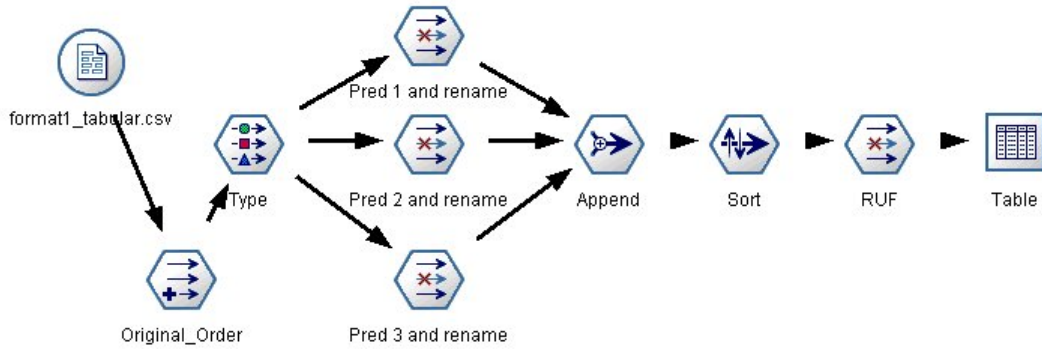 format1_tabular.csv
Original_Order
Type
Pred 1 and rename
Pred 2 and rename
Pred 3 and rename
Append
Sort
RUF
Table